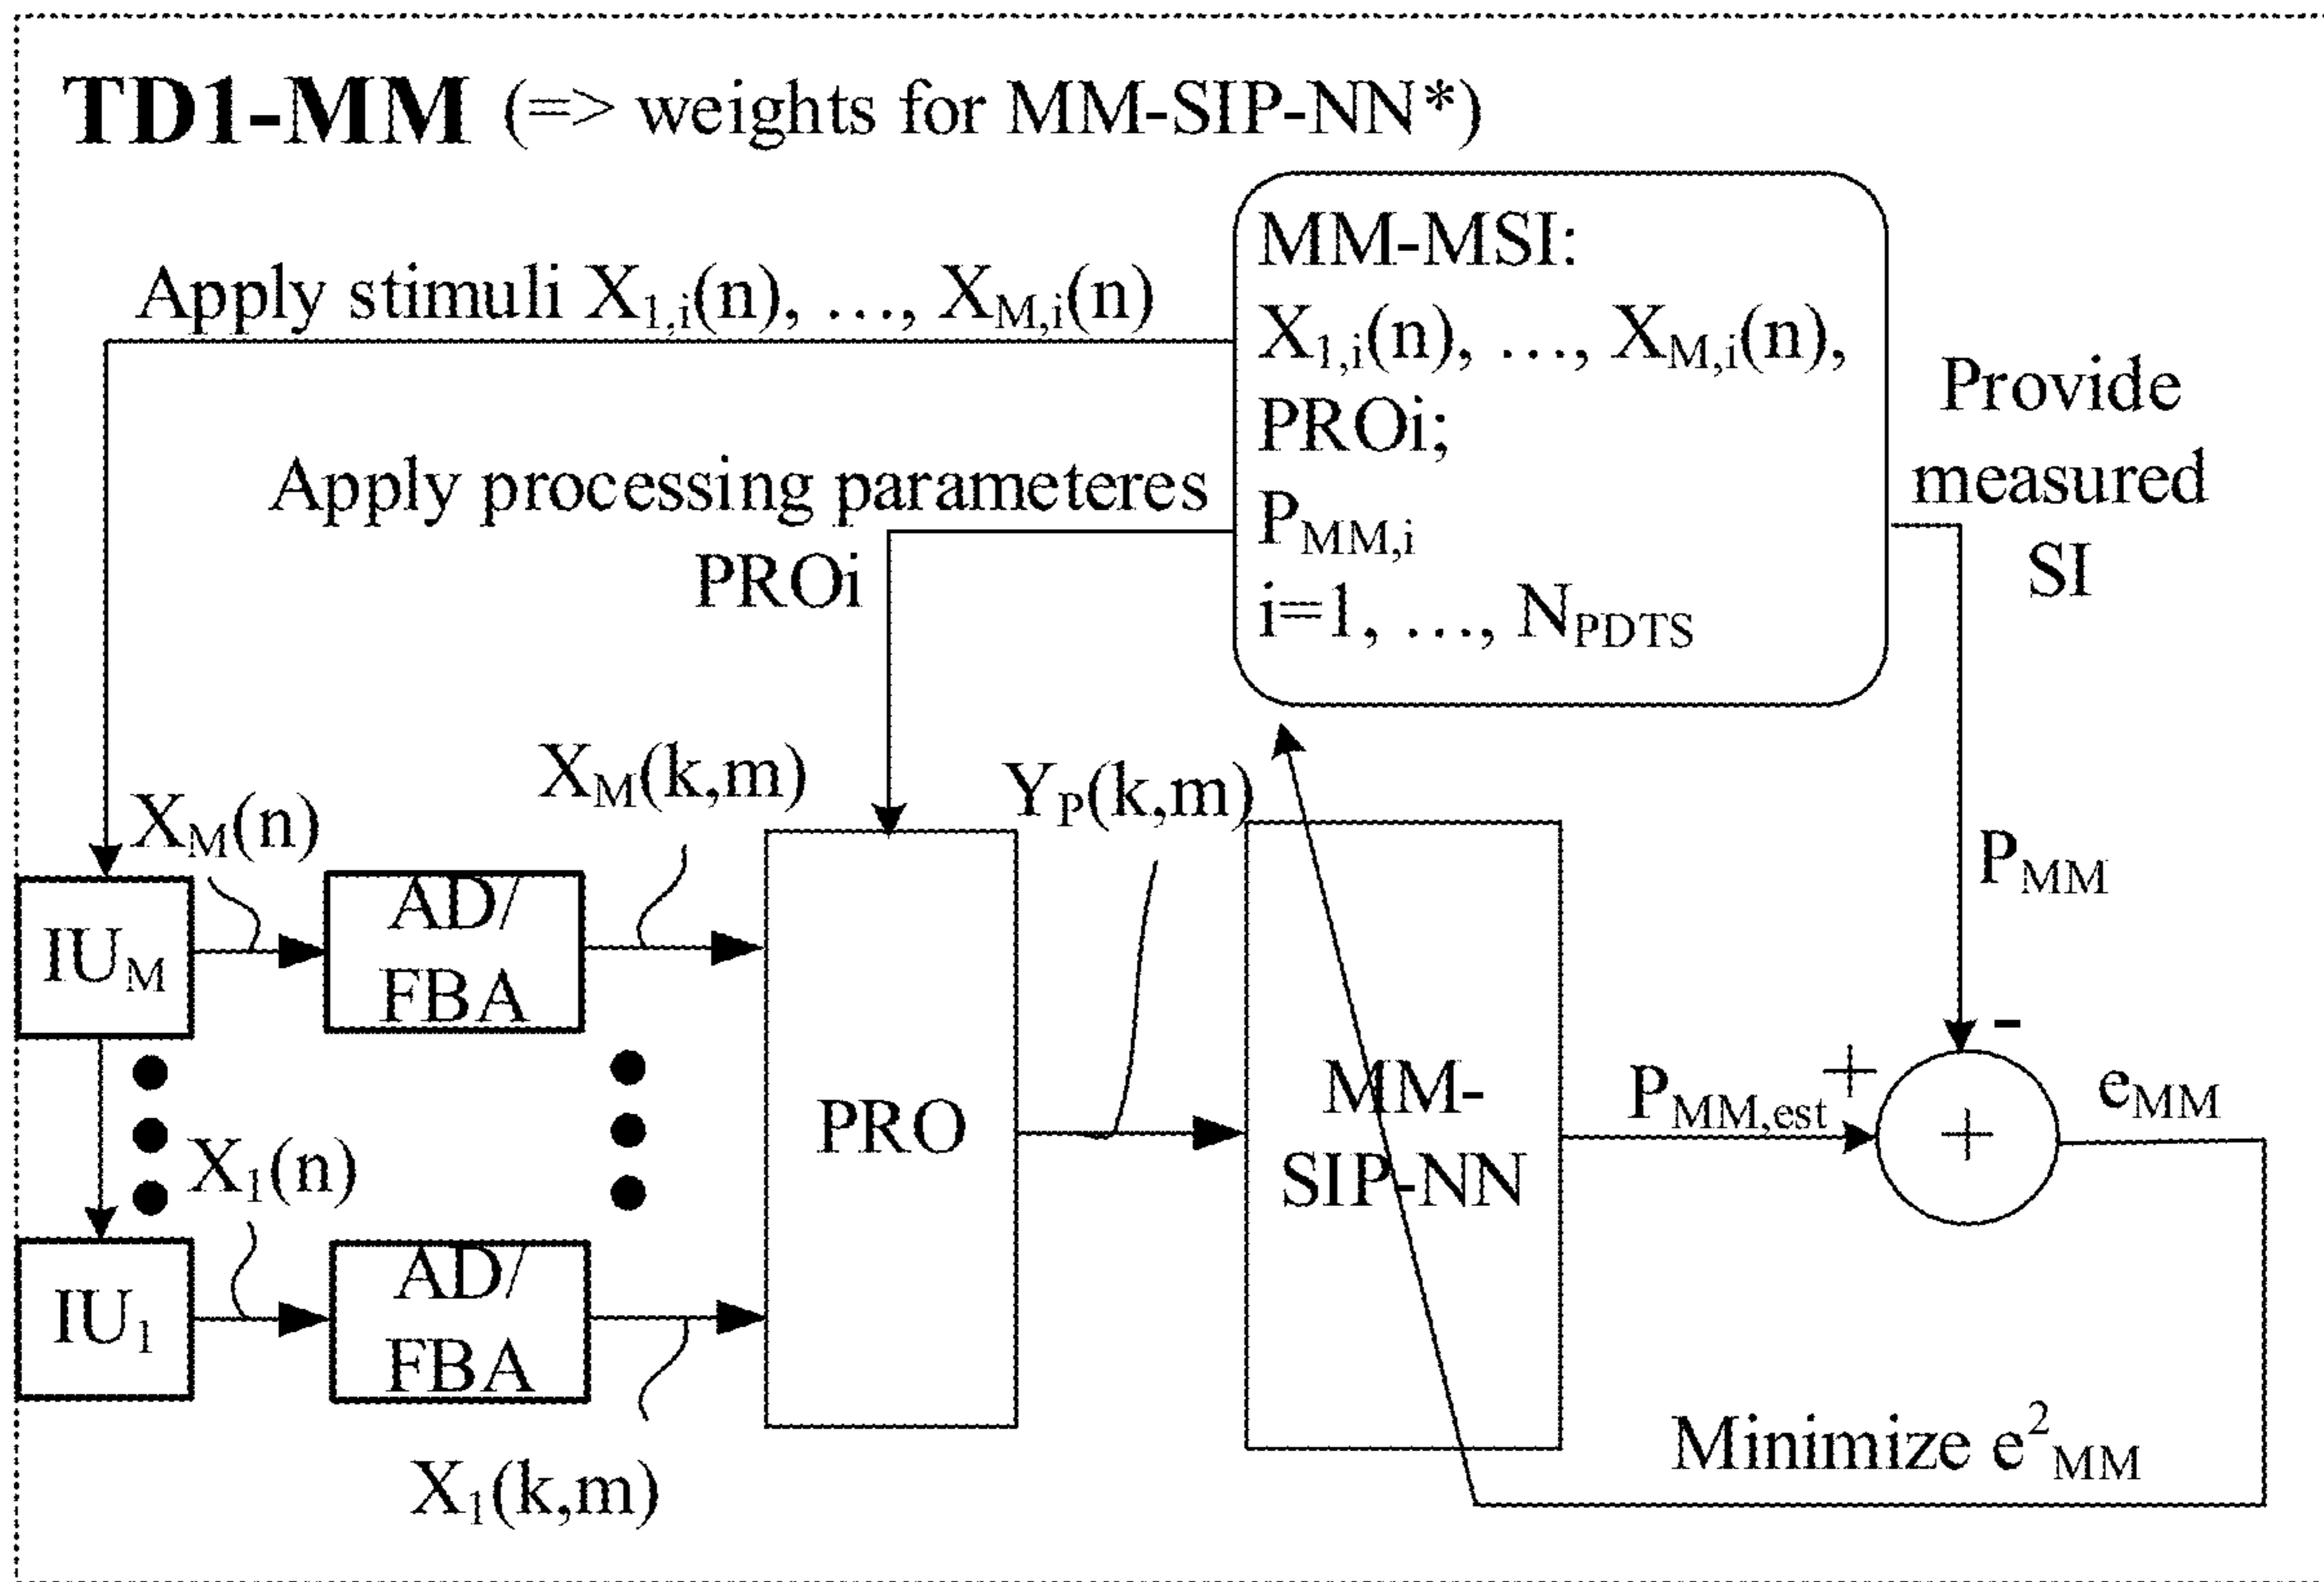 TD1-MM (=> weights for MM-SIP-NN*)
MM-MSI:
X1,i(n), …, XM,i(n),
PROi;
PMM,i
i=1, …, NPDTS
Apply stimuli X1,i(n), …, XM,i(n)
Provide
measured
SI
Apply processing parameteres
PROi
XM(n)
XM(k,m)
YP(k,m)
PMM
IUM
AD/
FBA
X1(n)
PRO
MM-
SIP-NN
PMM,est
+
-
+
eMM
IU1
AD/
FBA
X1(k,m)
Minimize e²MM